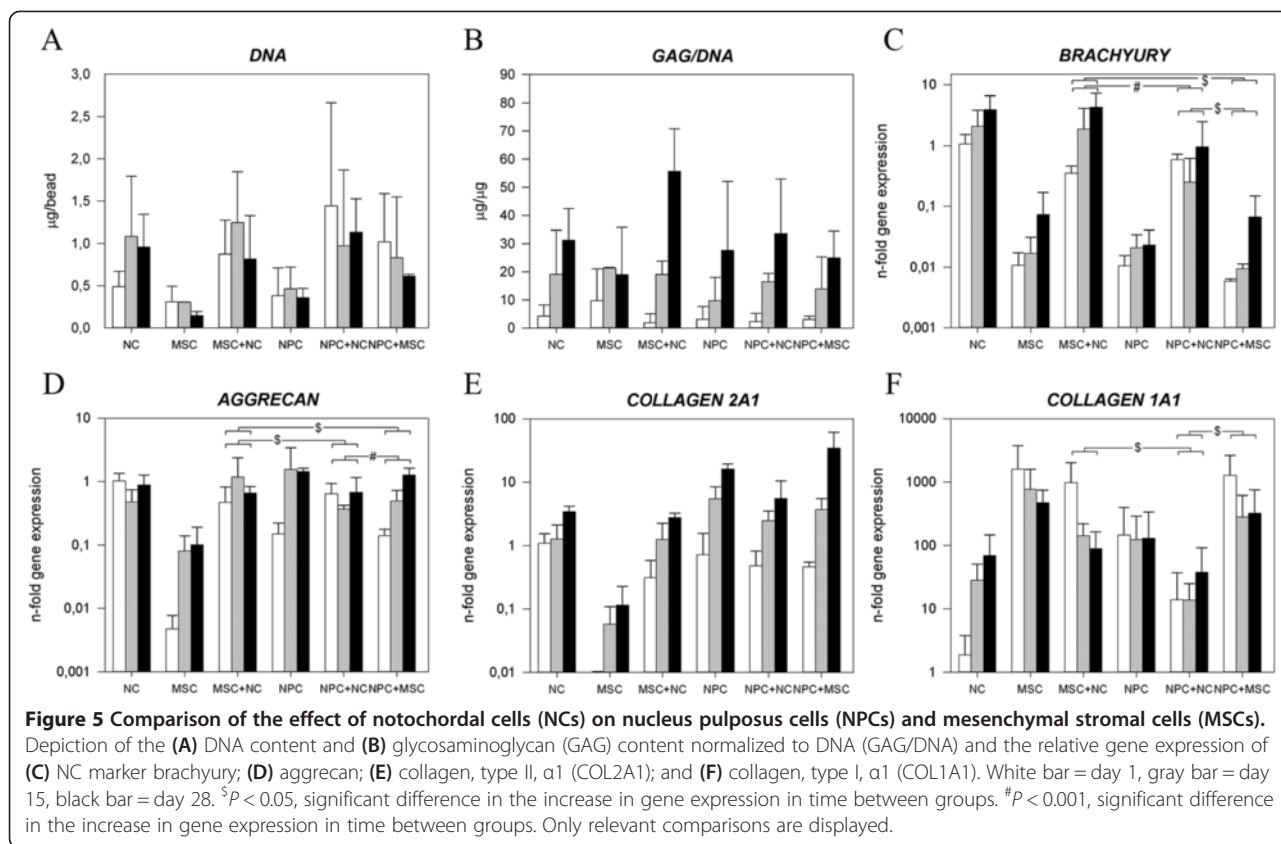 A
DNA
µg/bead
3,0
2,5
2,0
1,5
1,0
0,5
0,0
NC MSC MSC+NC NPC NPC+NC NPC+MSC
B
GAG/DNA
µg/µg
90
80
70
60
50
40
30
20
10
0
NC MSC MSC+NC NPC NPC+NC NPC+MSC
C
BRACHYURY
n-fold gene expression
10
1
0,1
0,01
0,001
$
#
$
NC MSC MSC+NC NPC NPC+NC NPC+MSC
D
AGGRECAN
n-fold gene expression
10
1
0,1
0,01
0,001
$
$
#
NC MSC MSC+NC NPC NPC+NC NPC+MSC
E
COLLAGEN 2A1
n-fold gene expression
100
10
1
0,1
0,01
NC MSC MSC+NC NPC NPC+NC NPC+MSC
F
COLLAGEN 1A1
n-fold gene expression
10000
1000
100
10
1
$
$
NC MSC MSC+NC NPC NPC+NC NPC+MSC
Figure 5 Comparison of the effect of notochordal cells (NCs) on nucleus pulposus cells (NPCs) and mesenchymal stromal cells (MSCs).
Depiction of the (A) DNA content and (B) glycosaminoglycan (GAG) content normalized to DNA (GAG/DNA) and the relative gene expression of
(C) NC marker brachyury; (D) aggrecan; (E) collagen, type II, α1 (COL2A1); and (F) collagen, type I, α1 (COL1A1). White bar = day 1, gray bar = day
15, black bar = day 28. $P < 0.05, significant difference in the increase in gene expression in time between groups. #P < 0.001, significant difference
in the increase in gene expression in time between groups. Only relevant comparisons are displayed.